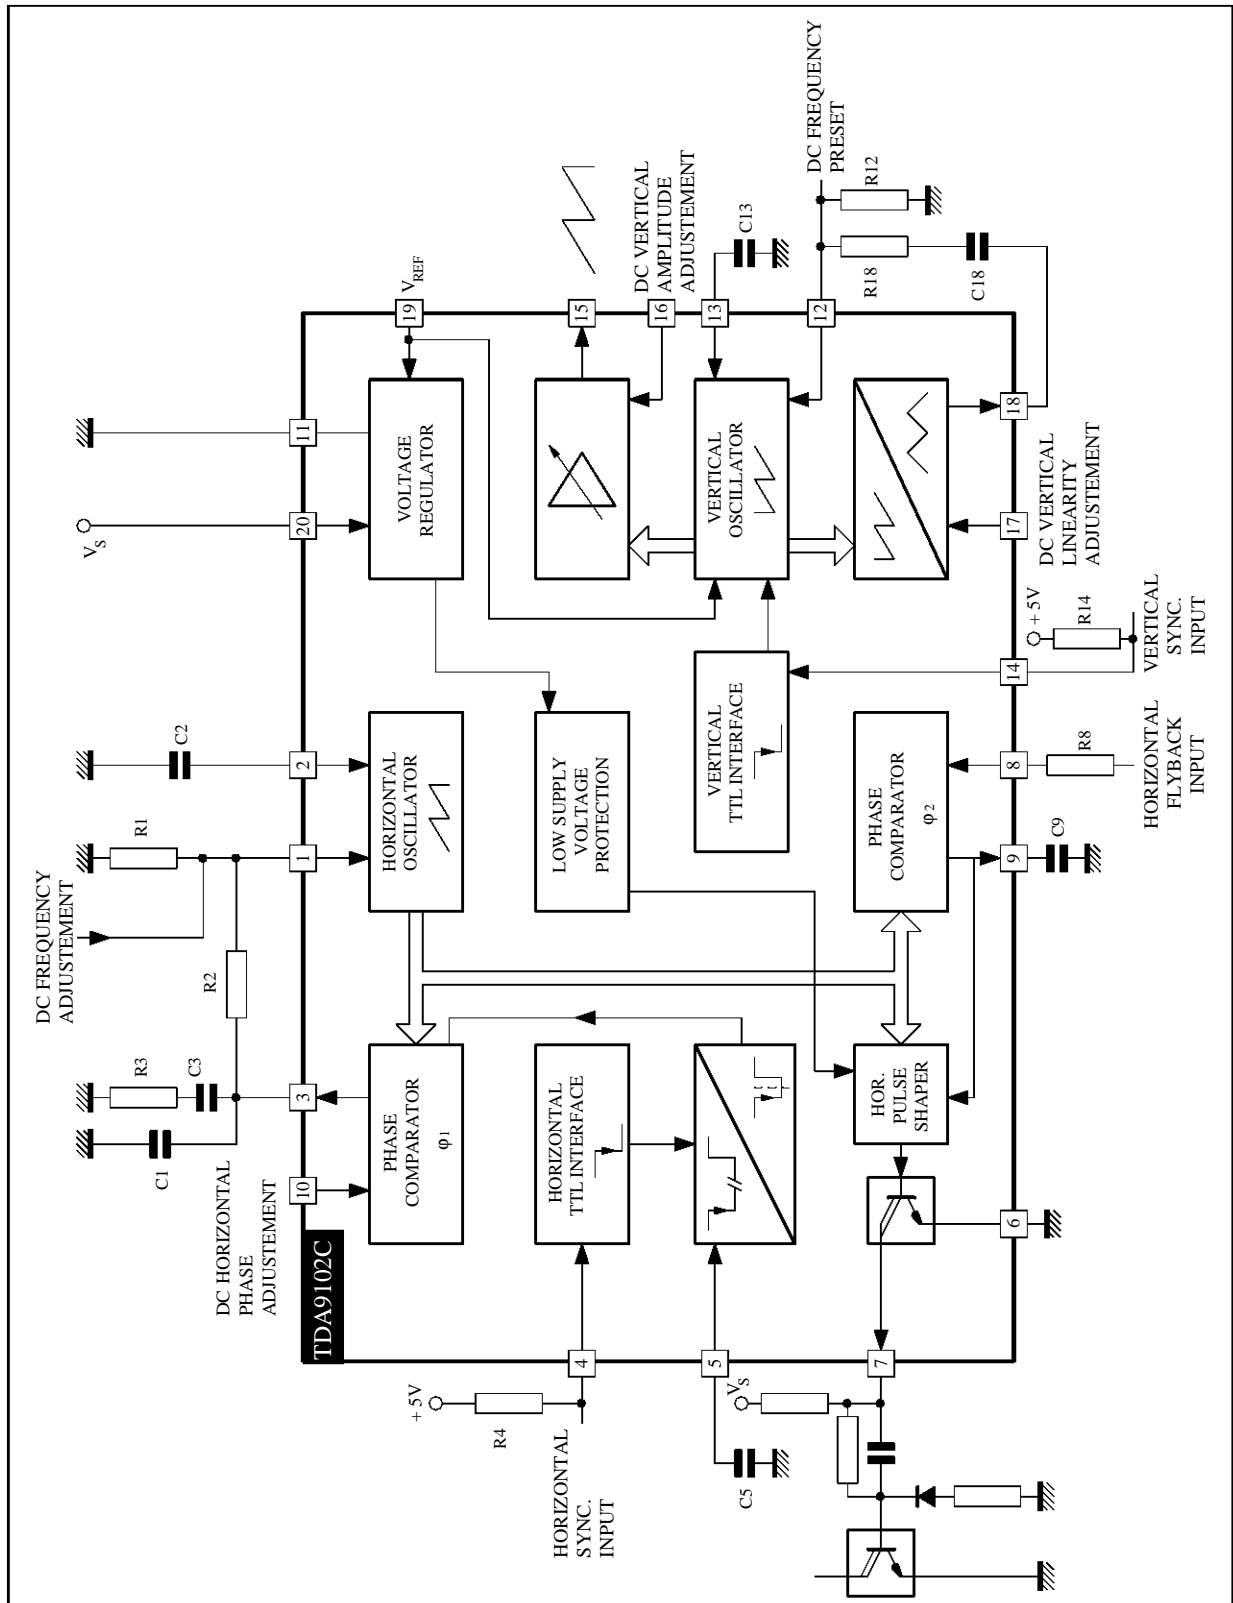 TDA9102C
DC HORIZONTAL
PHASE
ADJUSTEMENT
10
C1
R3
C3
3
R2
DC FREQUENCY
ADJUSTEMENT
R1
1
C2
2
V_S
20
11
PHASE
COMPARATOR
φ1
HORIZONTAL
OSCILLATOR
VOLTAGE
REGULATOR
19
V_REF
+ 5V
R4
HORIZONTAL
SYNC.
INPUT
4
HORIZONTAL
TTL INTERFACE
LOW SUPPLY
VOLTAGE
PROTECTION
15
16
DC VERTICAL
AMPLITUDE
ADJUSTEMENT
C5
5
VERTICAL
TTL INTERFACE
VERTICAL
OSCILLATOR
13
C13
V_S
7
HOR.
PULSE
SHAPER
PHASE
COMPARATOR
φ2
12
DC FREQUENCY
PRESET
R12
R18
C18
6
9
C9
8
R8
HORIZONTAL
FLYBACK
INPUT
14
+ 5V
R14
VERTICAL
SYNC.
INPUT
17
DC VERTICAL
LINEARITY
ADJUSTEMENT
18